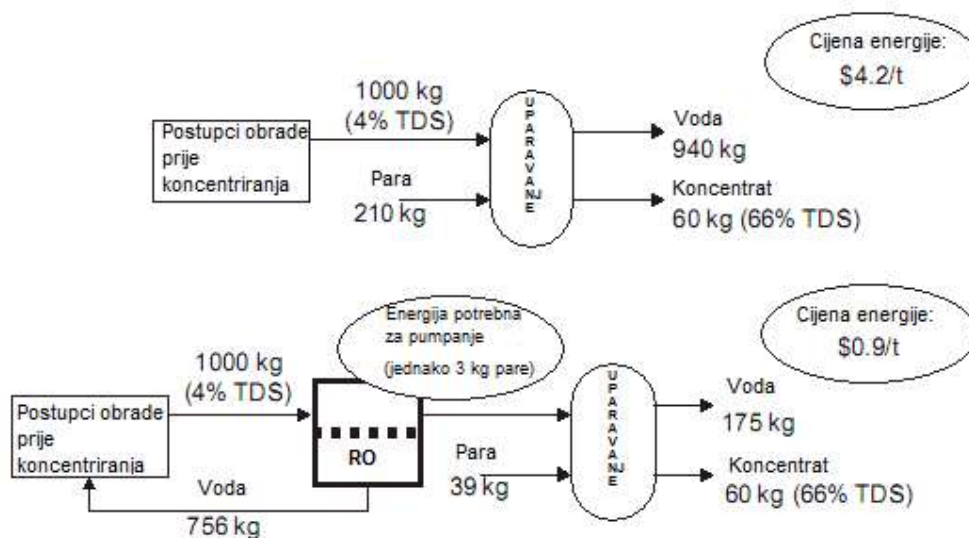 Cijena energije:
$4.2/t
1000 kg
(4% TDS)
Postupci obrade
prije
koncentriranja
Para
210 kg
UPARAVANJE
Voda
940 kg
Koncentrat
60 kg (66% TDS)
Energija potrebna
za pumpanje
(jednako 3 kg pare)
Cijena energije:
$0.9/t
1000 kg
(4% TDS)
Postupci obrade
prije
koncentriranja
RO
Voda
756 kg
Para
39 kg
UPARAVANJE
Voda
175 kg
Koncentrat
60 kg (66% TDS)